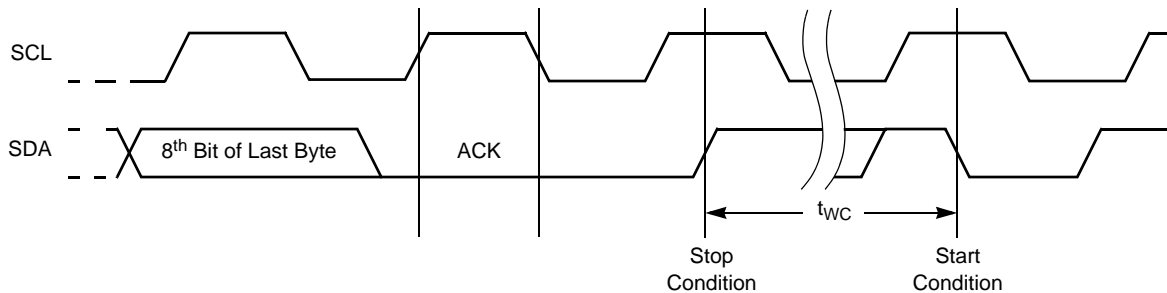 SCL
SDA
8th Bit of Last Byte
ACK
tWC
Stop
Condition
Start
Condition